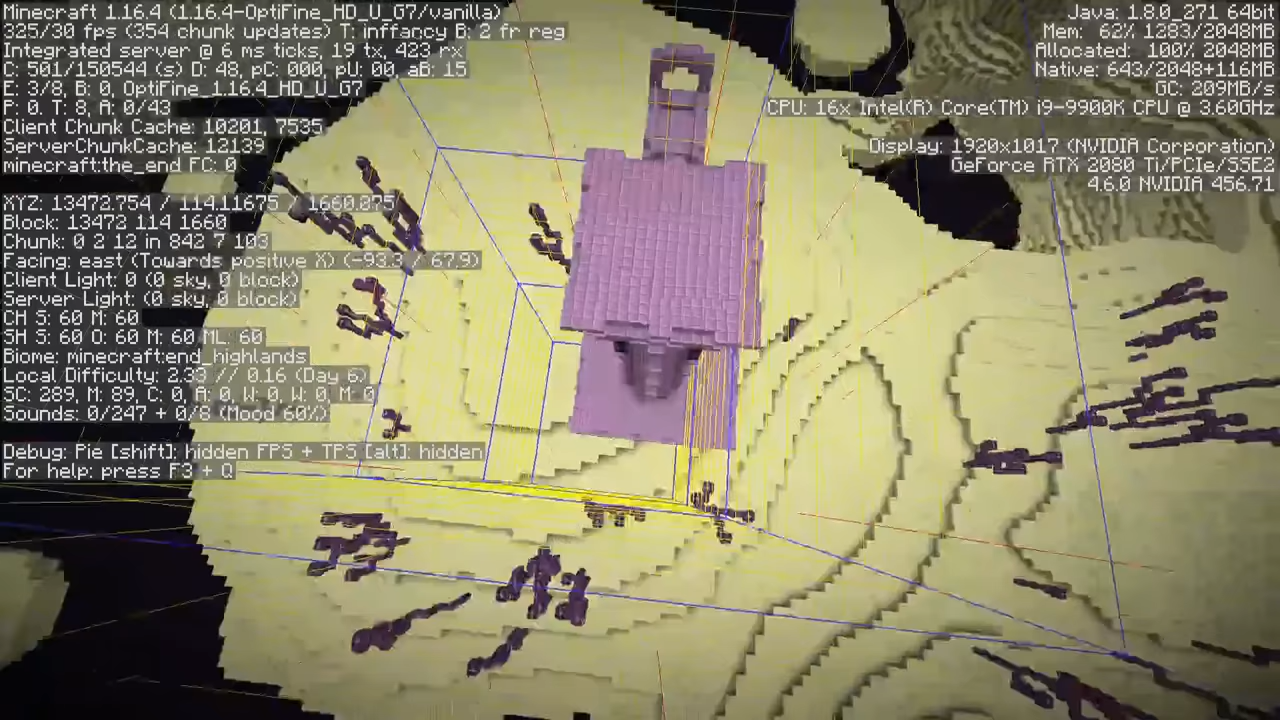 Minecraft 1.16.4 (1.16.4-OptiFine_HD_U_G7/vanilla)
325/30 fps (354 chunk updates) T: inffancy B: 2 fr reg
Integrated server @ 6 ms ticks, 19 tx, 423 rx
C: 501/150544 (s) D: 48, pC: 000, pU: 00, aB: 15
E: 3/8, B: 0, OptiFine_1.16.4_HD_U_G7
P: 0, T: 8, A: 0/43
Client Chunk Cache: 10201, 7535
ServerChunkCache: 12139
minecraft:the_end FC: 0
XYZ: 13472.754 / 114.11675 / 1660.875
Block: 13472 114 1660
Chunk: 0 2 12 in 842 7 103
Facing: east (Towards positive X) (-93.3 / 67.9)
Client Light: 0 (0 sky, 0 block)
Server Light: (0 sky, 0 block)
CH S: 60 M: 60
SH S: 60 O: 60 M: 60 ML: 60
Biome: minecraft:end_highlands
Local Difficulty: 2.33 // 0.16 (Day 6)
SC: 289, M: 89, C: 0, A: 0, W: 0, W: 0, M: 0
Sounds: 0/247 + 0/8 (Mood 60%)
Debug: Pie [shift]: hidden FPS + TPS [alt]: hidden
For help: press F3 + Q
Java: 1.8.0_271 64bit
Mem: 62% 1283/2048MB
Allocated: 100% 2048MB
Native: 643/2048+116MB
GC: 209MB/s
CPU: 16x Intel(R) Core(TM) i9-9900K CPU @ 3.60GHz
Display: 1920x1017 (NVIDIA Corporation)
GeForce RTX 2080 Ti/PCIe/SSE2
4.6.0 NVIDIA 456.71